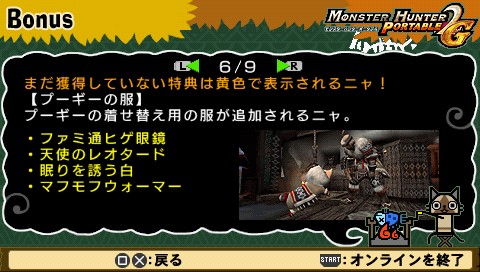 Bonus
MONSTER HUNTER
PORTABLE 2nd G
L 6/9 R
まだ獲得していない特典は黄色で表示されるニャ！
【プーギーの服】
プーギーの着せ替え用の服が追加されるニャ。
・ファミ通ヒゲ眼鏡
・天使のレオタード
・眠りを誘う白
・マフモフウォーマー
□×:戻る
START:オンラインを終了